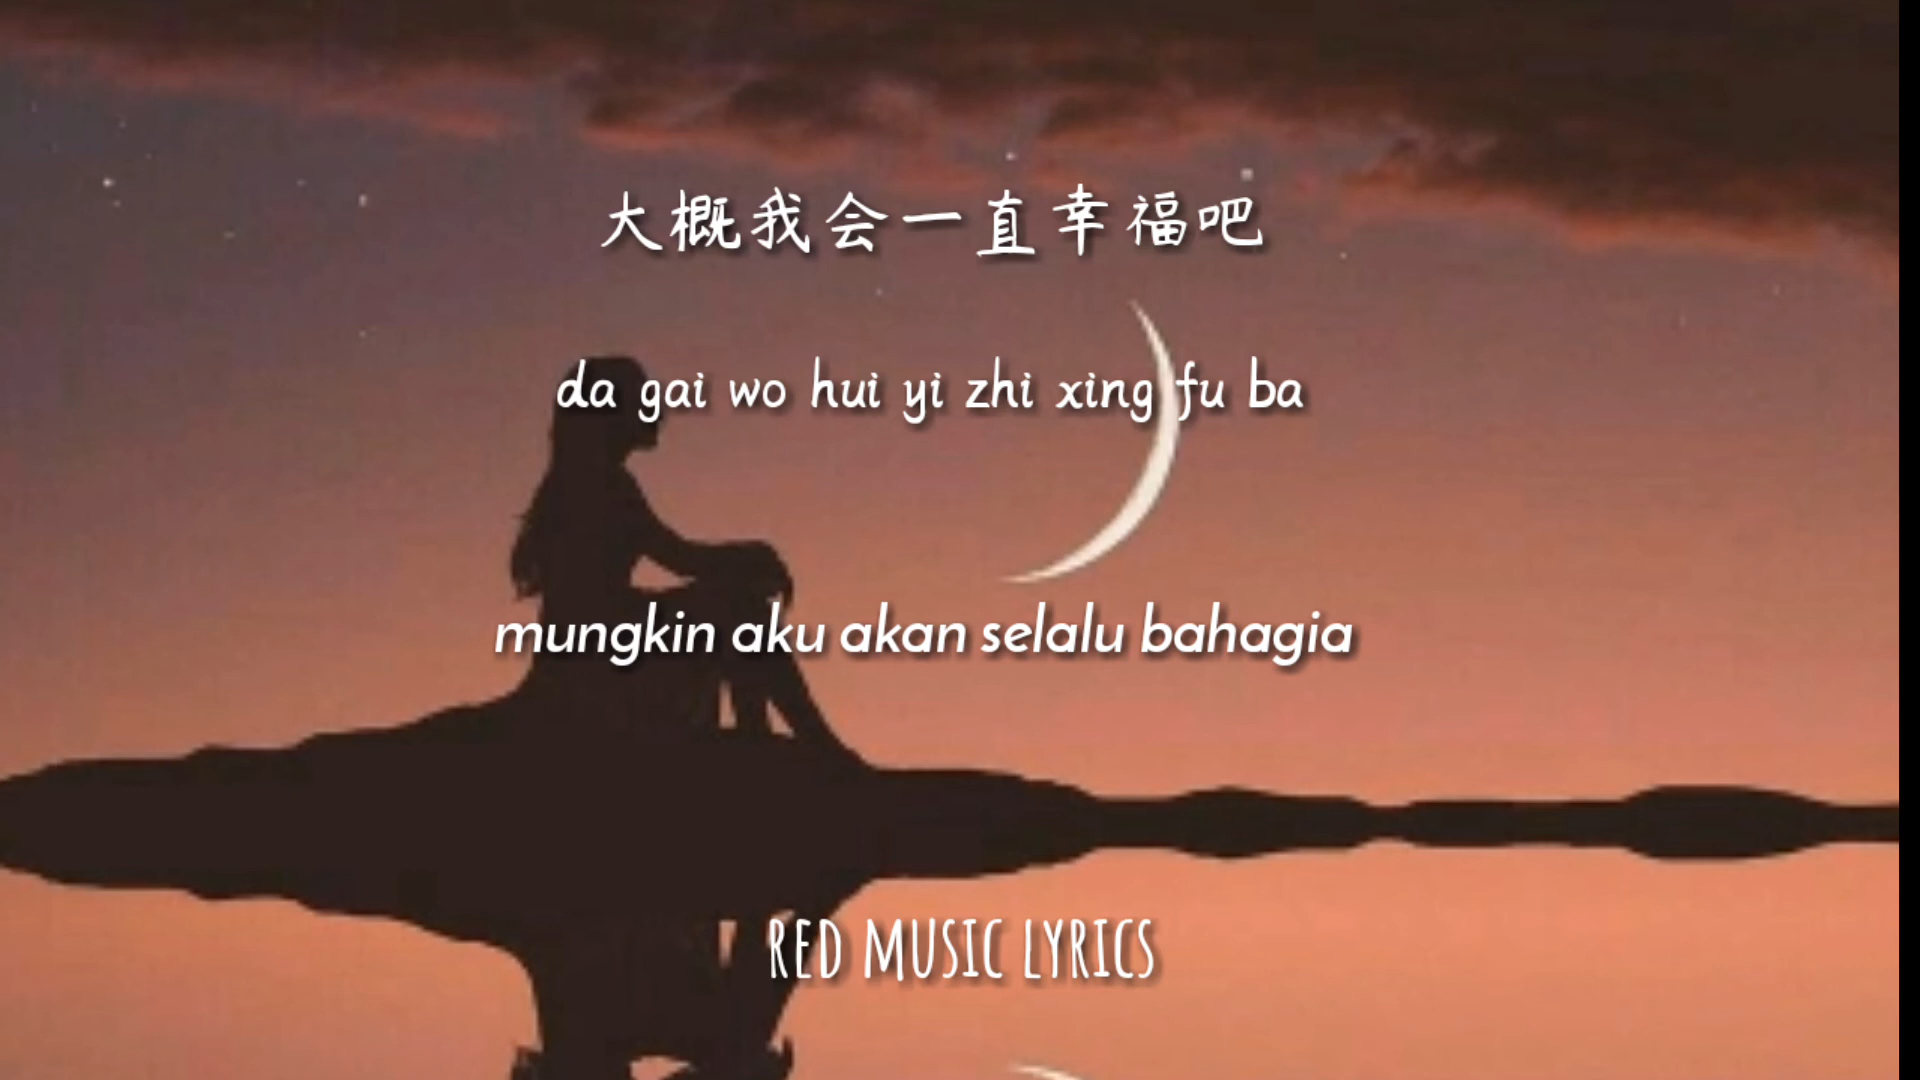 大概我会一直幸福吧
da gai wo hui yi zhi xing fu ba
mungkin aku akan selalu bahagia
RED MUSIC LYRICS